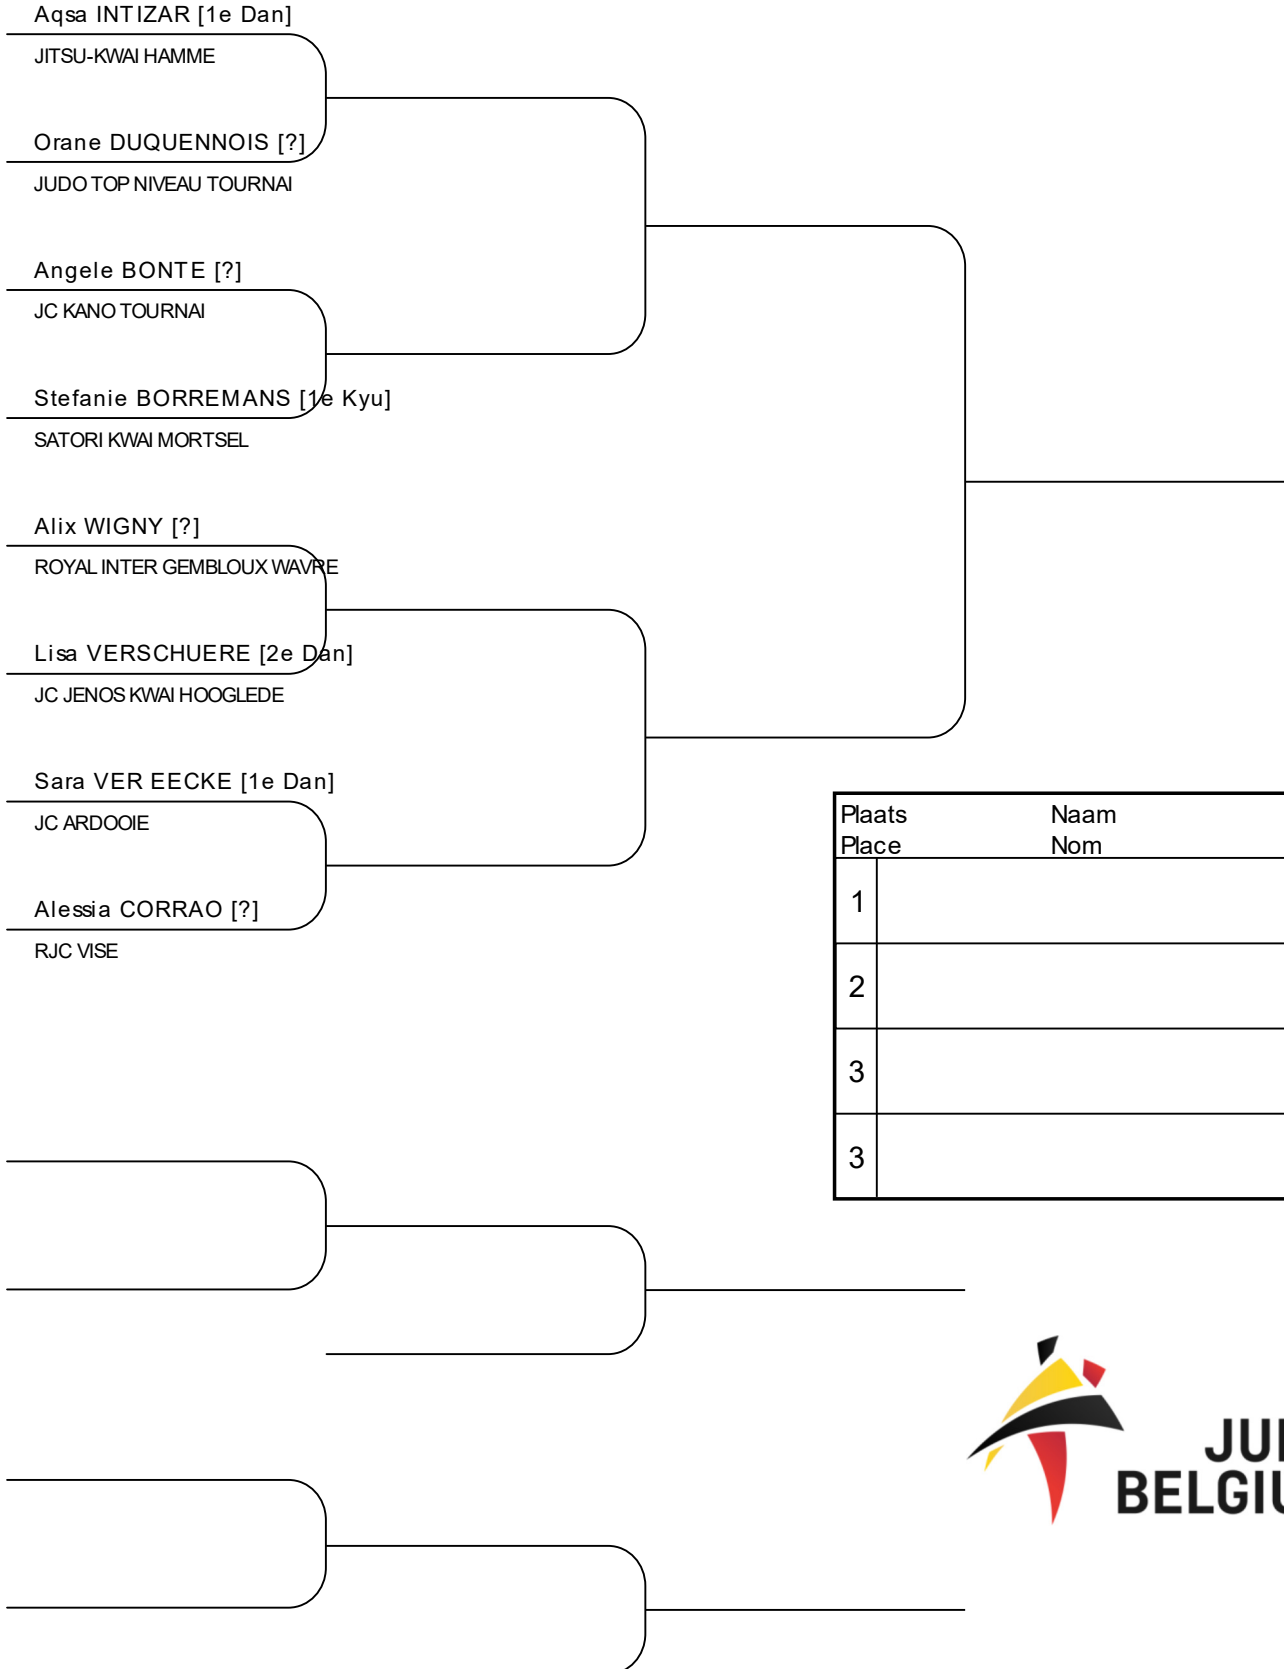 Aqsa INTIZAR [1e Dan]
JITSU-KWAI HAMME
Orane DUQUENNOIS [?]
JUDO TOP NIVEAU TOURNAI
Angele BONTE [?]
JC KANO TOURNAI
Stefanie BORREMANS [1e Kyu]
SATORI KWAI MORTSEL
Alix WIGNY [?]
ROYAL INTER GEMBLOUX WAVRE
Lisa VERSCHUERE [2e Dan]
JC JENOS KWAI HOOGLEDE
Sara VER EECKE [1e Dan]
JC ARDOOIE
Alessia CORRAO [?]
RJC VISE
Plaats Naam
Place Nom
1
2
3
3